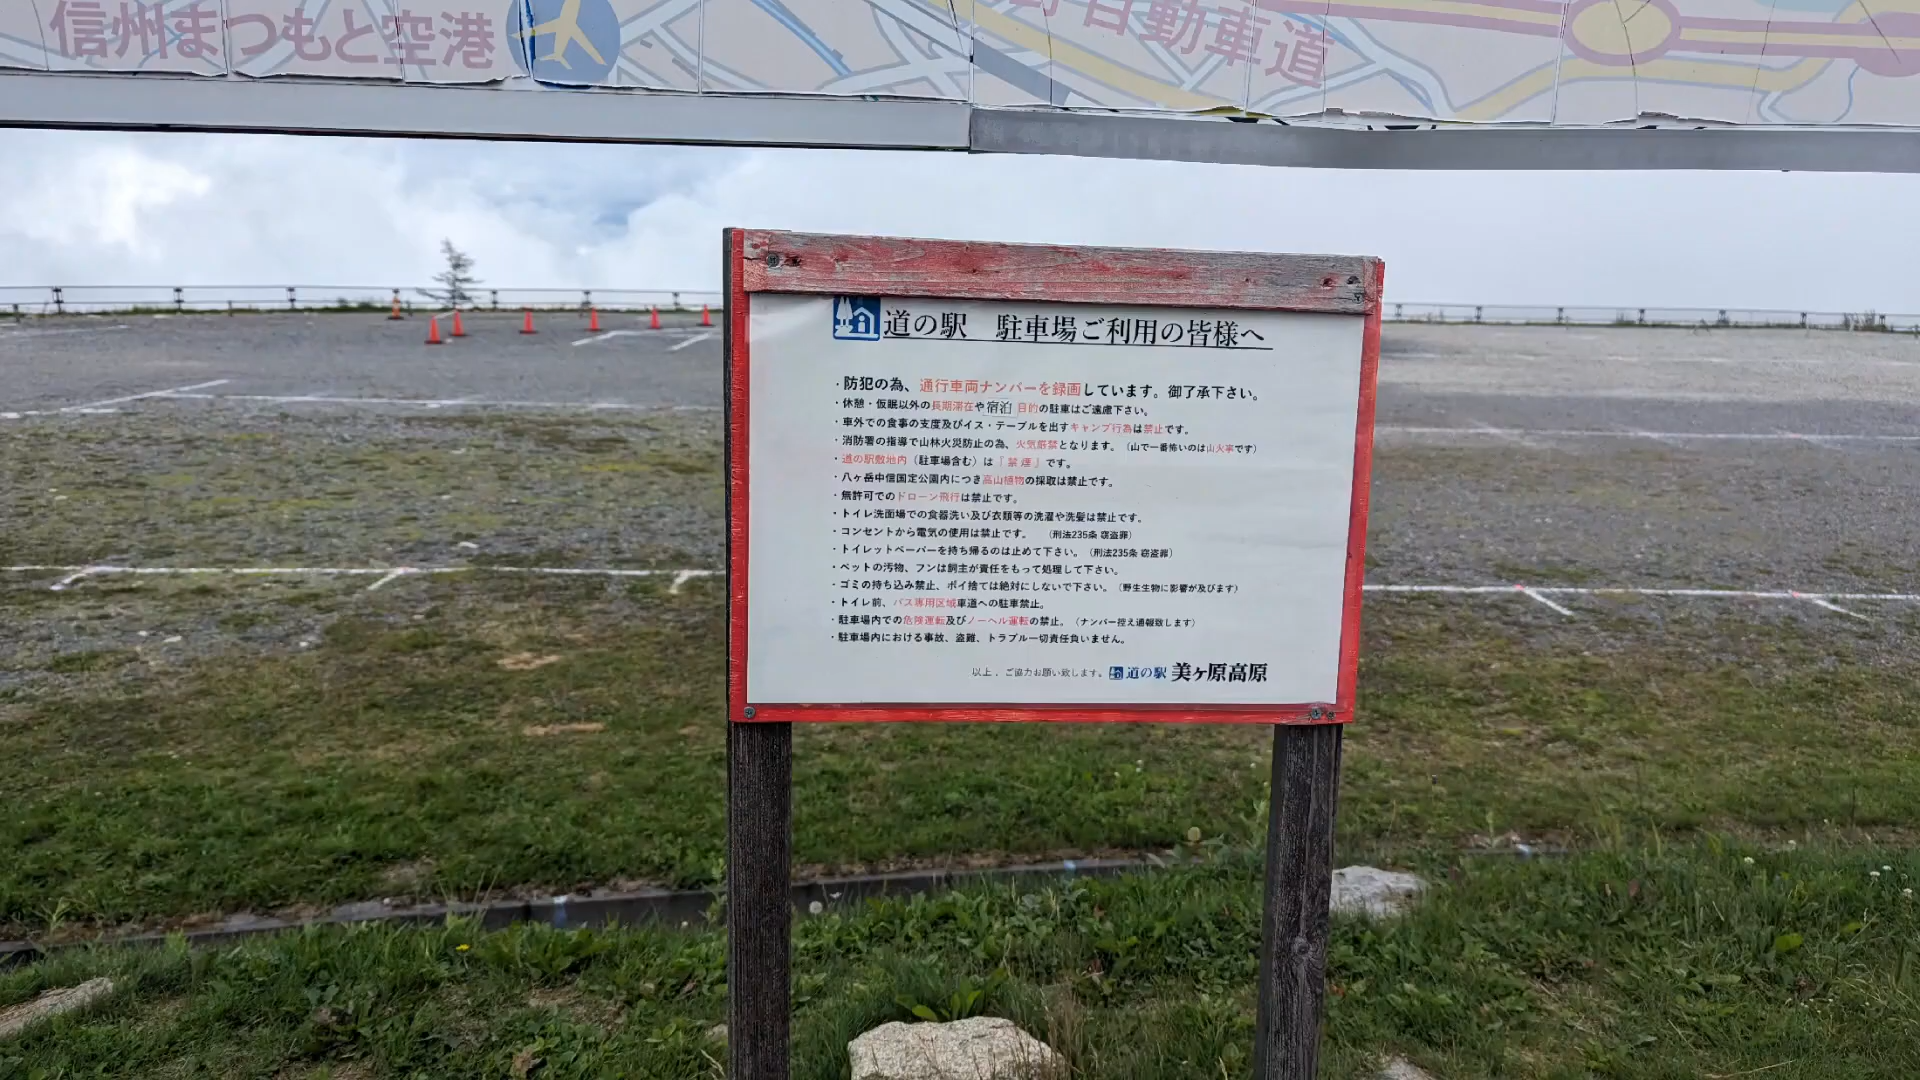 信州まつもと空港
自動車道
道の駅　駐車場ご利用の皆様へ
・防犯の為、通行車両ナンバーを録画しています。御了承下さい。
・休憩・仮眠以外の長期滞在や宿泊目的の駐車はご遠慮下さい。
・車外での食事の支度及びイス・テーブルを出すキャンプ行為は禁止です。
・消防署の指導で山林火災防止の為、火気厳禁となります。（山で一番怖いのは山火事です）
・道の駅敷地内（駐車場含む）は『禁煙』です。
・八ヶ岳中信国定公園内につき高山植物の採取は禁止です。
・無許可でのドローン飛行は禁止です。
・トイレ洗面場での食器洗い及び衣類等の洗濯や洗髪は禁止です。
・コンセントから電気の使用は禁止です。　（刑法235条 窃盗罪）
・トイレットペーパーを持ち帰るのは止めて下さい。（刑法235条 窃盗罪）
・ペットの汚物、フンは飼主が責任をもって処理して下さい。
・ゴミの持ち込み禁止、ポイ捨ては絶対にしないで下さい。（野生生物に影響が及びます）
・トイレ前、バス専用区域車道への駐車禁止。
・駐車場内での危険運転及びノーヘル運転の禁止。（ナンバー控え通報致します）
・駐車場内における事故、盗難、トラブル一切責任負いません。
以上．ご協力お願い致します。道の駅 美ヶ原高原